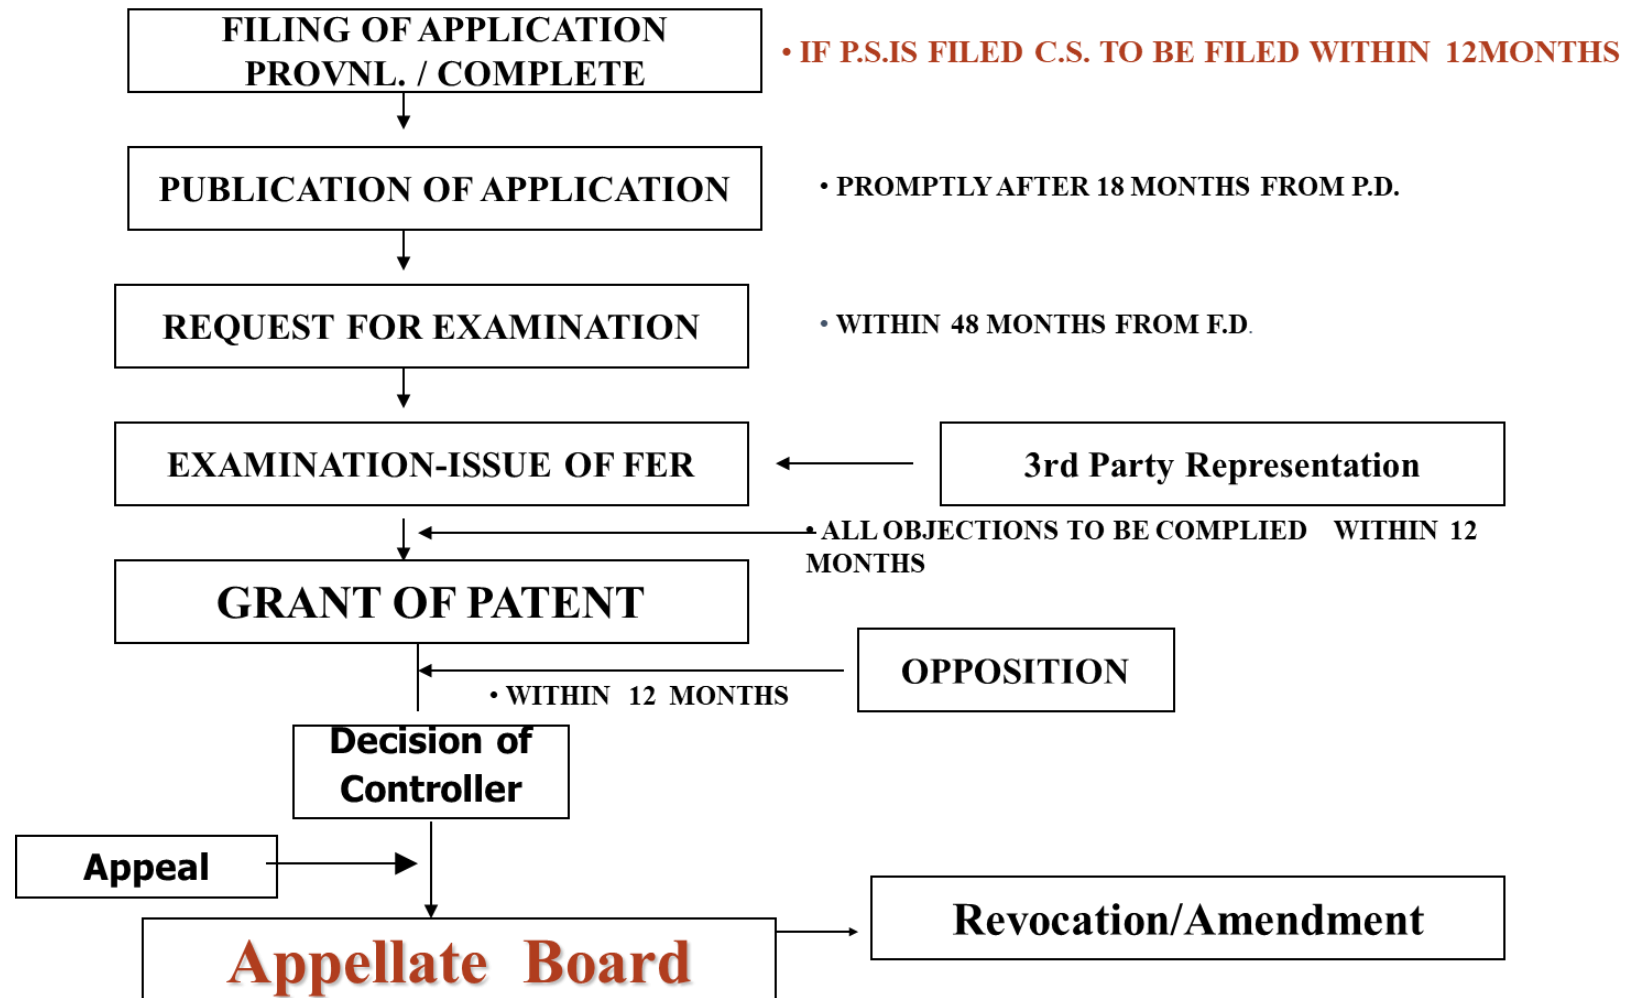 FILING OF APPLICATION
PROVNL. / COMPLETE
• IF P.S.IS FILED C.S. TO BE FILED WITHIN 12MONTHS
PUBLICATION OF APPLICATION
• PROMPTLY AFTER 18 MONTHS FROM P.D.
REQUEST FOR EXAMINATION
• WITHIN 48 MONTHS FROM F.D.
EXAMINATION-ISSUE OF FER
3rd Party Representation
• ALL OBJECTIONS TO BE COMPLIED WITHIN 12
MONTHS
GRANT OF PATENT
OPPOSITION
• WITHIN 12 MONTHS
Decision of
Controller
Appeal
Revocation/Amendment
Appellate Board